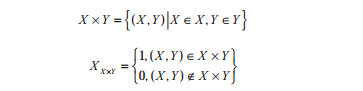 X × Y = {(X,Y)|X ∈ X,Y ∈ Y}
X_{X×Y} = {1,(X,Y) ∈ X × Y
0,(X,Y) ∉ X × Y}